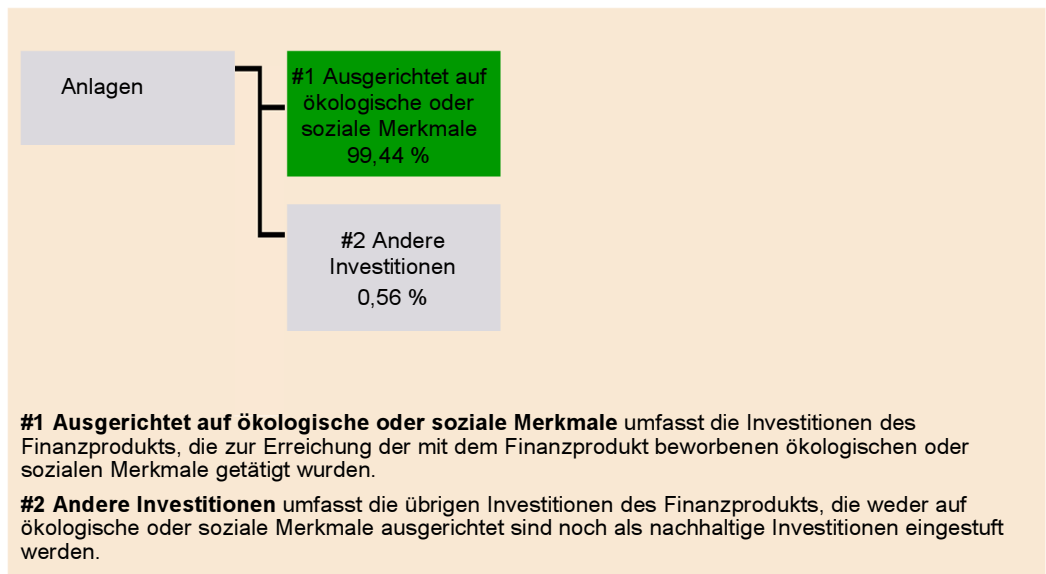 Anlagen
#1 Ausgerichtet auf
ökologische oder
soziale Merkmale
99,44 %
#2 Andere
Investitionen
0,56 %
#1 Ausgerichtet auf ökologische oder soziale Merkmale umfasst die Investitionen des
Finanzprodukts, die zur Erreichung der mit dem Finanzprodukt beworbenen ökologischen oder
sozialen Merkmale getätigt wurden.
#2 Andere Investitionen umfasst die übrigen Investitionen des Finanzprodukts, die weder auf
ökologische oder soziale Merkmale ausgerichtet sind noch als nachhaltige Investitionen eingestuft
werden.